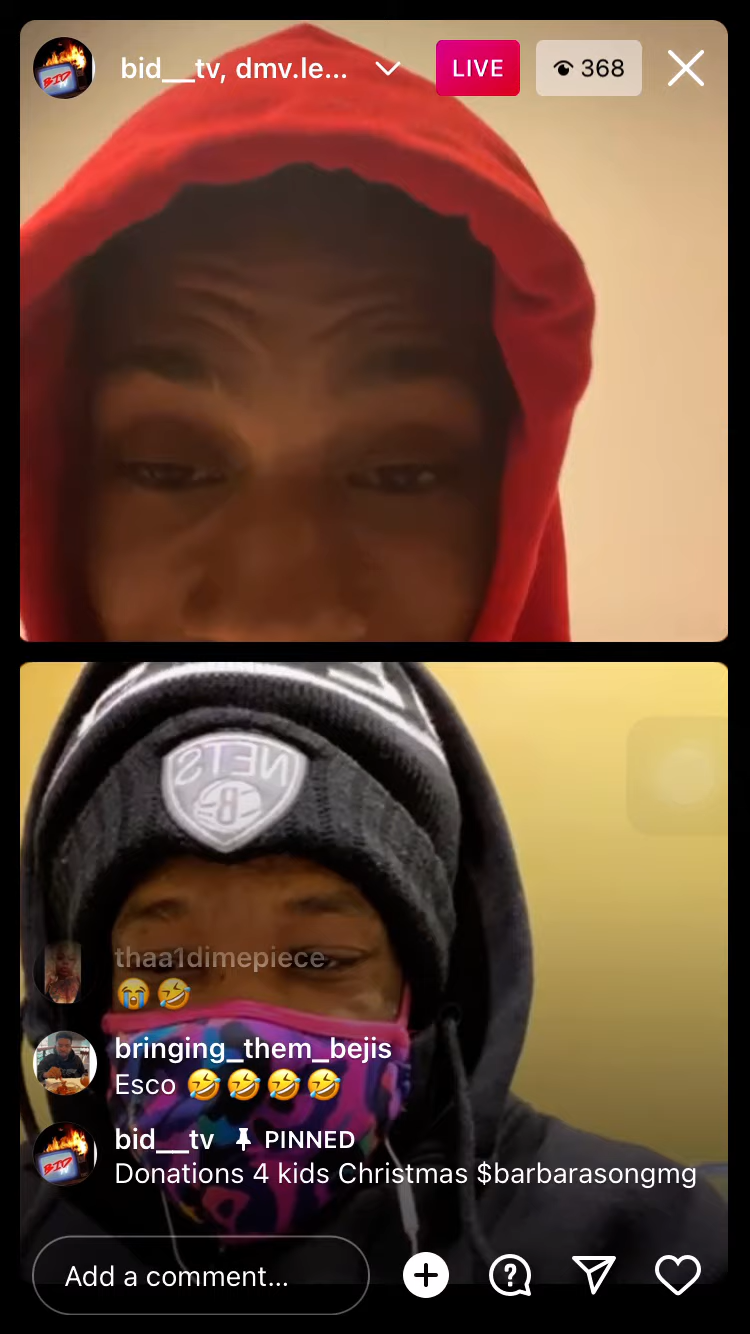 bid__tv, dmv.le...
LIVE
368
NETS
B
thaa1dimepiece
😭🤣
bringing_them_bejis
Esco 🤣🤣🤣🤣
bid__tv PINNED
Donations 4 kids Christmas $barbarasongmg
Add a comment...